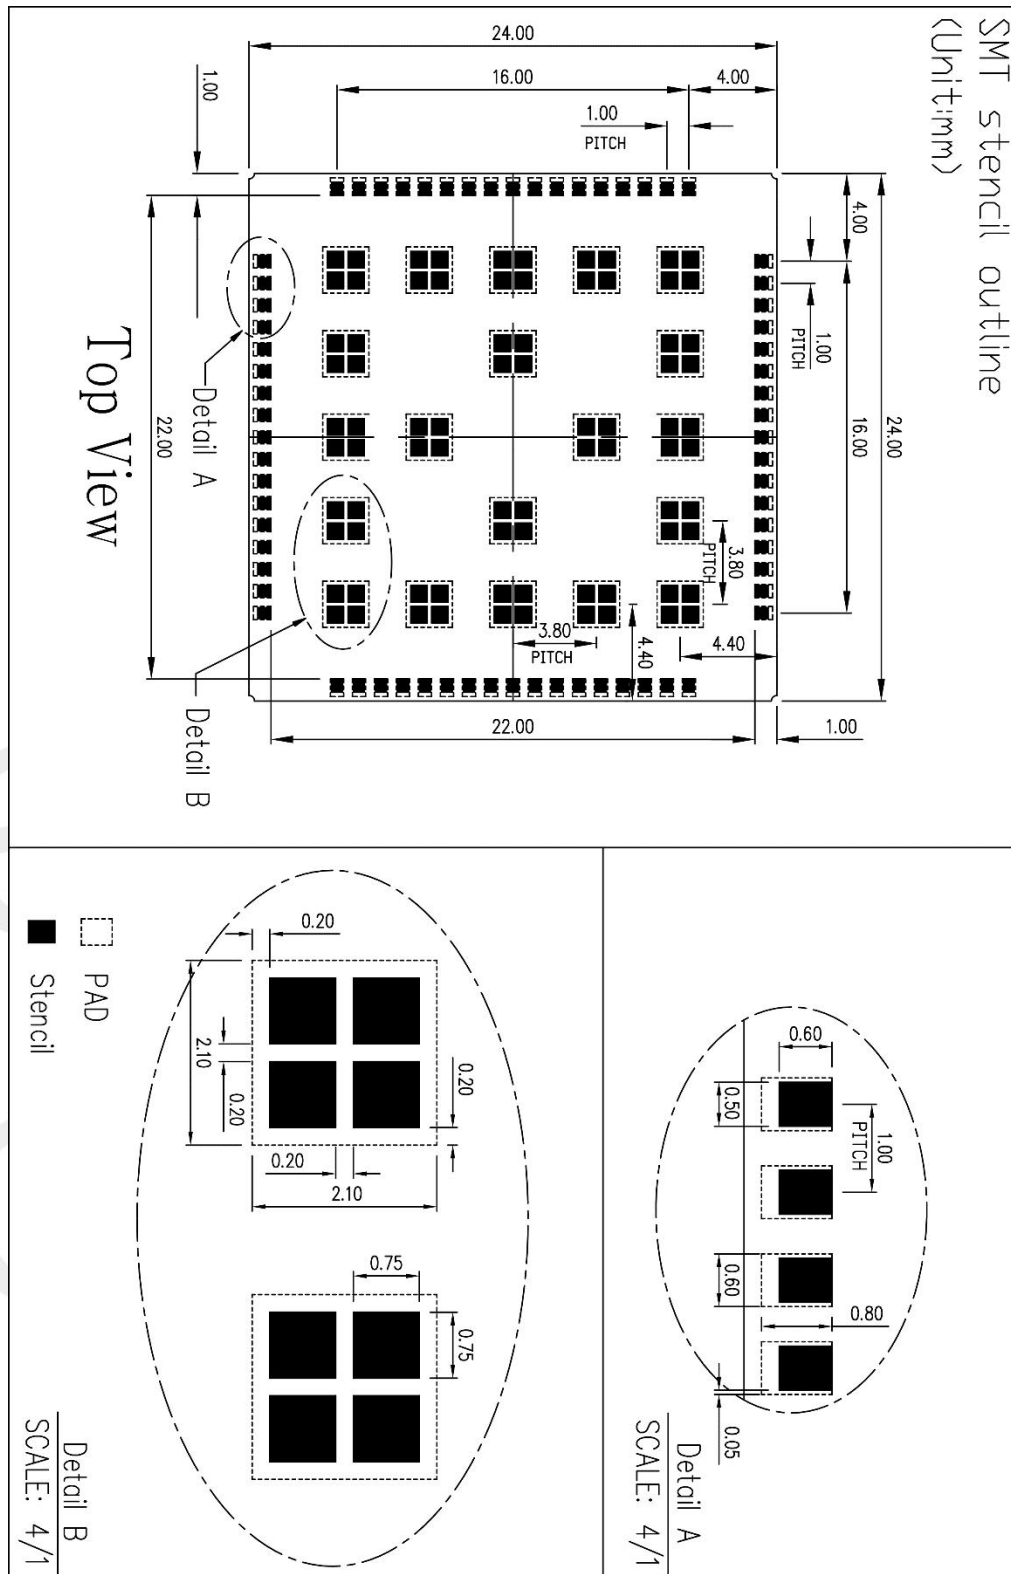 SMT stencil outline
(Unit:mm)
24.00
16.00
4.00
1.00
1.00
PITCH
4.00
1.00
PITCH
16.00
24.00
22.00
Detail A
Top View
3.80
PITCH
3.80
PITCH
4.40
4.40
22.00
1.00
Detail B
0.60
0.50
1.00
PITCH
0.60
0.80
0.05
Detail A
SCALE: 4/1
0.20
2.10
0.20
0.20
0.20
2.10
0.75
0.75
Detail B
SCALE: 4/1
PAD
Stencil